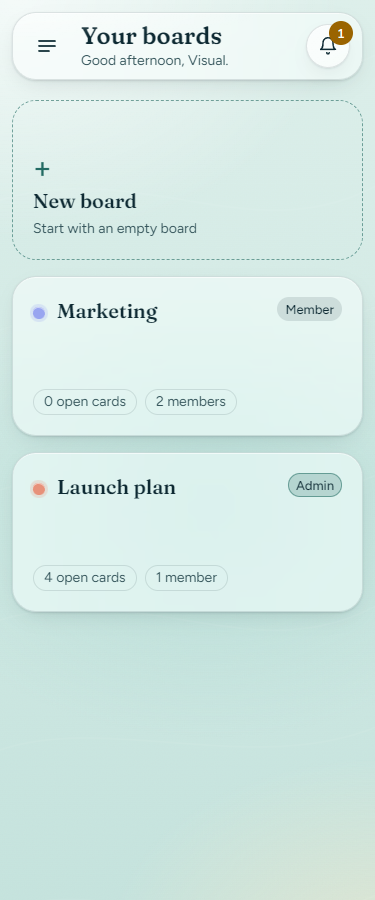 Your boards
Good afternoon, Visual.
1
+
New board
Start with an empty board
Marketing
Member
0 open cards
2 members
Launch plan
Admin
4 open cards
1 member